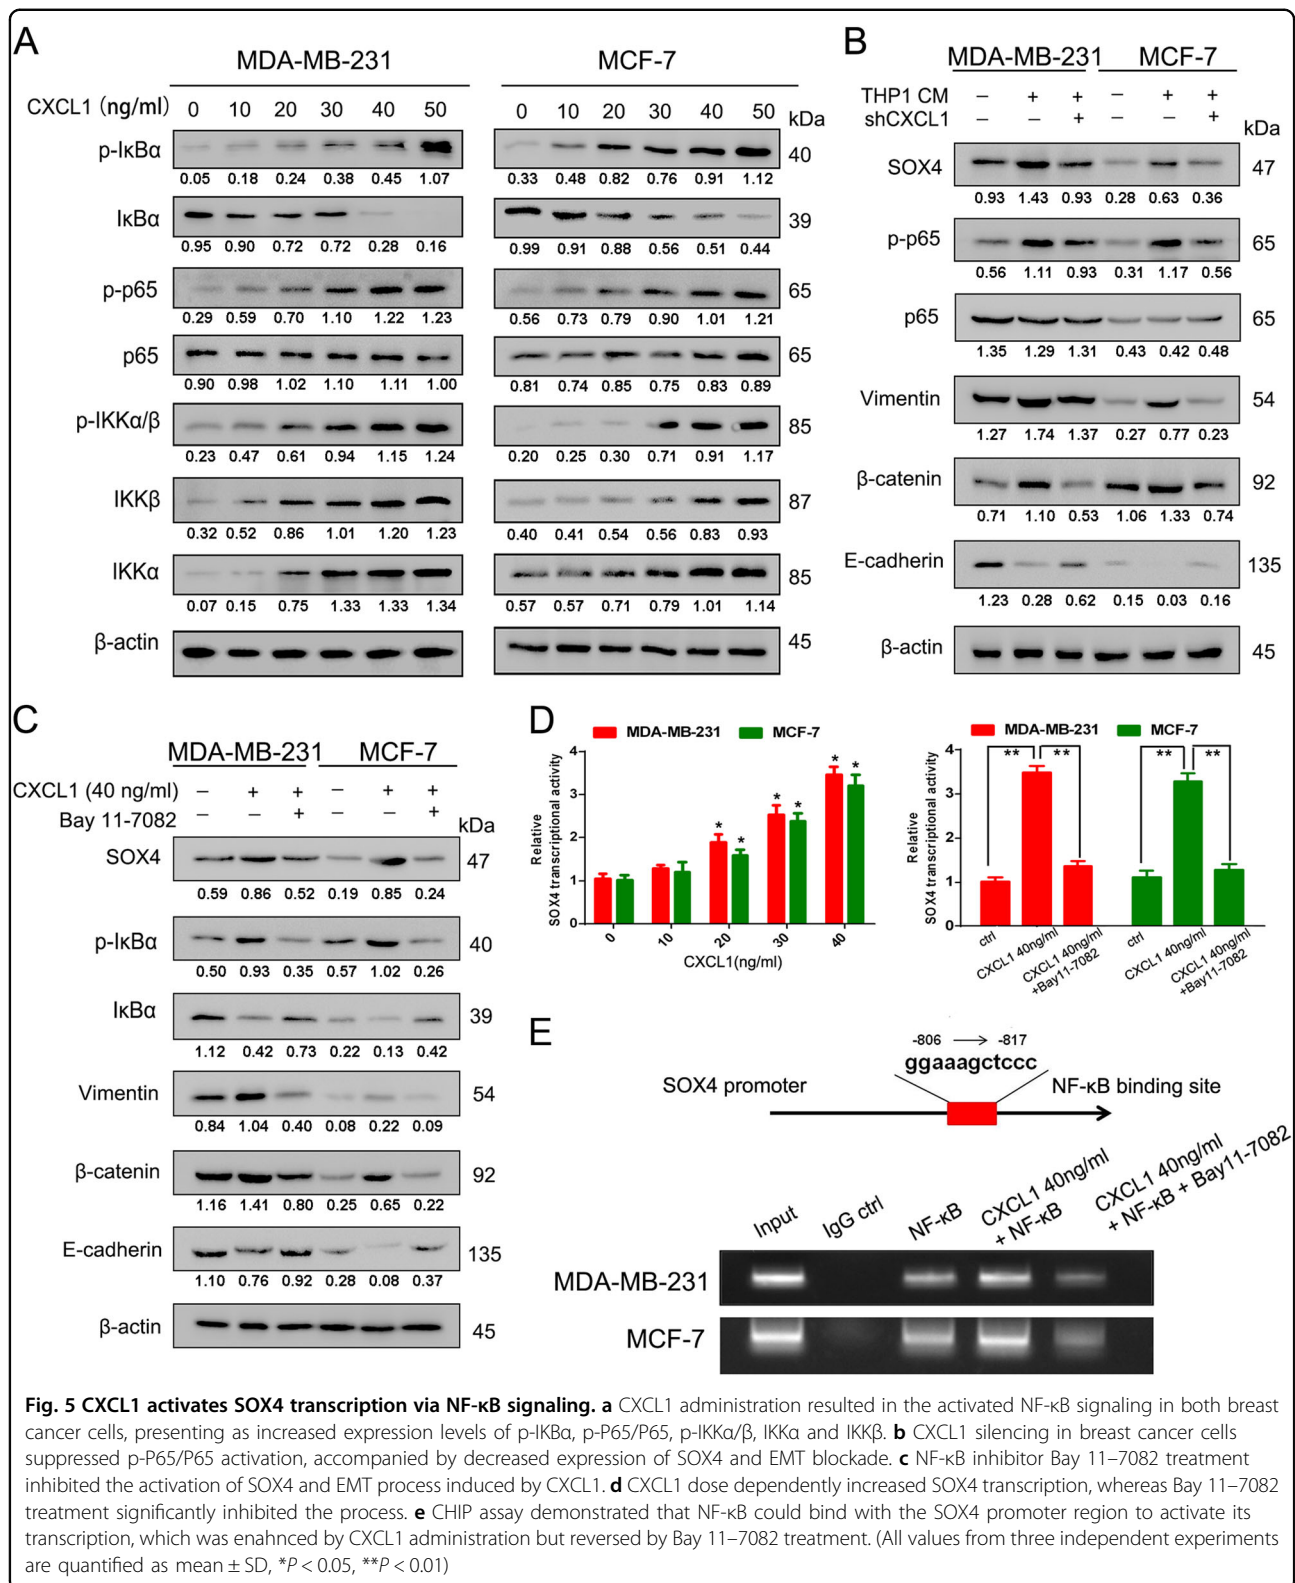 A
MDA-MB-231 MCF-7
CXCL1 (ng/ml) 0 10 20 30 40 50 0 10 20 30 40 50 kDa
p-IκBα 40
0.05 0.18 0.24 0.38 0.45 1.07 0.33 0.48 0.82 0.76 0.91 1.12
IκBα 39
0.95 0.90 0.72 0.72 0.28 0.16 0.99 0.91 0.88 0.56 0.51 0.44
p-p65 65
0.29 0.59 0.70 1.10 1.22 1.23 0.56 0.73 0.79 0.90 1.01 1.21
p65 65
0.90 0.98 1.02 1.10 1.11 1.00 0.81 0.74 0.85 0.75 0.83 0.89
p-IKKα/β 85
0.23 0.47 0.61 0.94 1.15 1.24 0.20 0.25 0.30 0.71 0.91 1.17
IKKβ 87
0.32 0.52 0.86 1.01 1.20 1.23 0.40 0.41 0.54 0.56 0.83 0.93
IKKα 85
0.07 0.15 0.75 1.33 1.33 1.34 0.57 0.57 0.71 0.79 1.01 1.14
β-actin 45
B
MDA-MB-231 MCF-7
THP1 CM − + + − + +
shCXCL1 − − + − − +
kDa
SOX4 47
0.93 1.43 0.93 0.28 0.63 0.36
p-p65 65
0.56 1.11 0.93 0.31 1.17 0.56
p65 65
1.35 1.29 1.31 0.43 0.42 0.48
Vimentin 54
1.27 1.74 1.37 0.27 0.77 0.23
β-catenin 92
0.71 1.10 0.53 1.06 1.33 0.74
E-cadherin 135
1.23 0.28 0.62 0.15 0.03 0.16
β-actin 45
C
MDA-MB-231 MCF-7
CXCL1 (40 ng/ml) − + + − + +
Bay 11-7082 − − + − − +
kDa
SOX4 47
0.59 0.86 0.52 0.19 0.85 0.24
p-IκBα 40
0.50 0.93 0.35 0.57 1.02 0.26
IκBα 39
1.12 0.42 0.73 0.22 0.13 0.42
Vimentin 54
0.84 1.04 0.40 0.08 0.22 0.09
β-catenin 92
1.16 1.41 0.80 0.25 0.65 0.22
E-cadherin 135
1.10 0.76 0.92 0.28 0.08 0.37
β-actin 45
D
MDA-MB-231 MCF-7
Relative
SOX4 transcriptional activity
4
3
2
1
0
* * * * * *
0 10 20 30 40
CXCL1(ng/ml)
MDA-MB-231 MCF-7
Relative
SOX4 transcriptional activity
4
3
2
1
0
** ** ** **
ctrl
CXCL1 40ng/ml
CXCL1 40ng/ml
+Bay11-7082
ctrl
CXCL1 40ng/ml
CXCL1 40ng/ml
+Bay11-7082
E
-806 → -817
ggaaagctccc
SOX4 promoter NF-κB binding site
Input
IgG ctrl
NF-κB
CXCL1 40ng/ml
+ NF-κB
CXCL1 40ng/ml
+ NF-κB + Bay11-7082
MDA-MB-231
MCF-7
Fig. 5 CXCL1 activates SOX4 transcription via NF-κB signaling. a CXCL1 administration resulted in the activated NF-κB signaling in both breast
cancer cells, presenting as increased expression levels of p-IKBα, p-P65/P65, p-IKKα/β, IKKα and IKKβ. b CXCL1 silencing in breast cancer cells
suppressed p-P65/P65 activation, accompanied by decreased expression of SOX4 and EMT blockade. c NF-κB inhibitor Bay 11–7082 treatment
inhibited the activation of SOX4 and EMT process induced by CXCL1. d CXCL1 dose dependently increased SOX4 transcription, whereas Bay 11–7082
treatment significantly inhibited the process. e CHIP assay demonstrated that NF-κB could bind with the SOX4 promoter region to activate its
transcription, which was enahnced by CXCL1 administration but reversed by Bay 11–7082 treatment. (All values from three independent experiments
are quantified as mean ± SD, *P < 0.05, **P < 0.01)